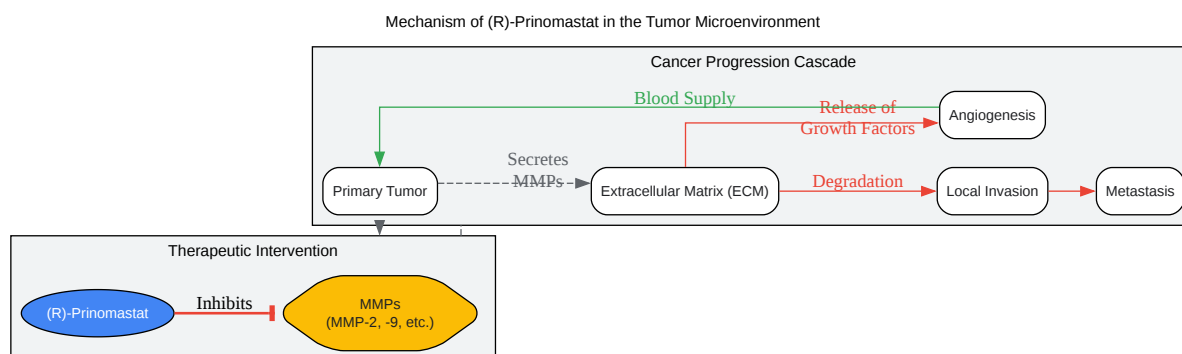 Mechanism of (R)-Prinomastat in the Tumor Microenvironment
Cancer Progression Cascade
Blood Supply
Release of
Growth Factors
Angiogenesis
Secretes
MMPs
Primary Tumor
Extracellular Matrix (ECM)
Degradation
Local Invasion
Metastasis
Therapeutic Intervention
(R)-Prinomastat
Inhibits
MMPs
(MMP-2, -9, etc.)